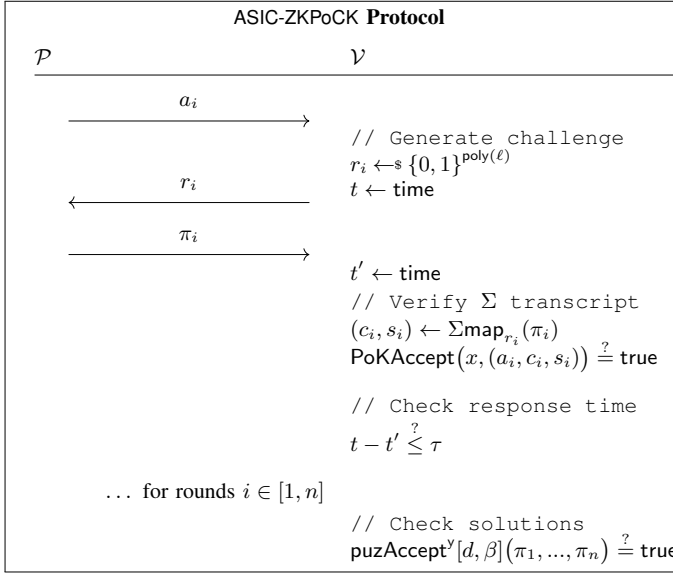 ASIC-ZKPoCK Protocol
𝒫 𝒱
a_i
// Generate challenge
r_i ←$ {0, 1}^poly(ℓ)
r_i
t ← time
π_i
t′ ← time
// Verify Σ transcript
(c_i, s_i) ← Σmap_{r_i}(π_i)
PoKAccept(x, (a_i, c_i, s_i)) ≟ true
// Check response time
t − t′ ≤^? τ
... for rounds i ∈ [1, n]
// Check solutions
puzAccept^y[d, β](π_1, ..., π_n) ≟ true